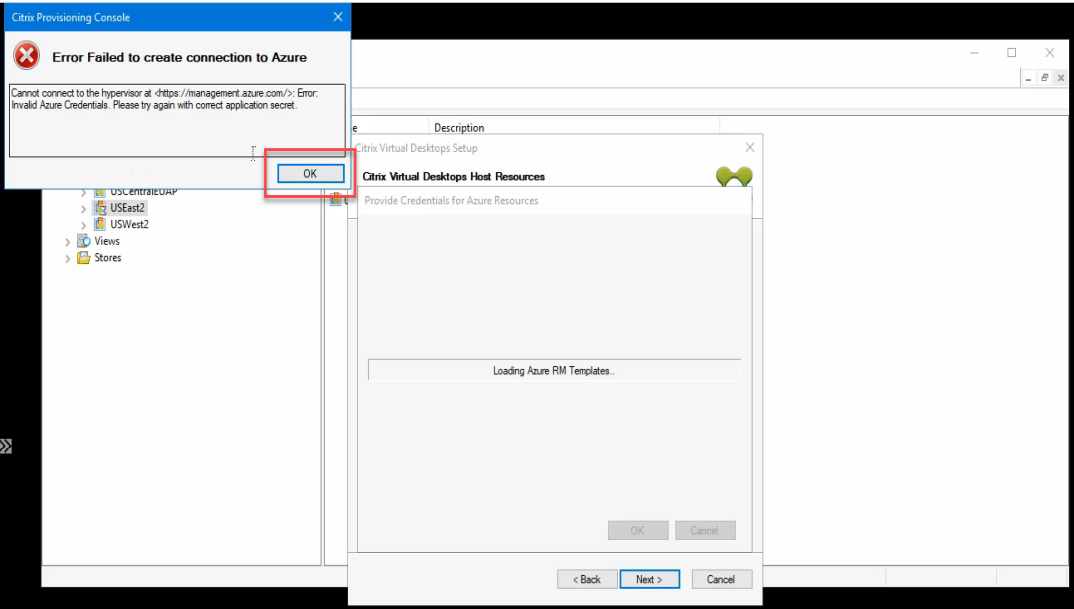 Citrix Provisioning Console
Error Failed to create connection to Azure
Cannot connect to the hypervisor at <https://management.azure.com/>: Error:
Invalid Azure Credentials. Please try again with correct application secret.
OK
Description
Citrix Virtual Desktops Setup
Citrix Virtual Desktops Host Resources
Provide Credentials for Azure Resources
USCentralEUAP
USEast2
USWest2
Views
Stores
Loading Azure RM Templates..
OK Cancel
< Back Next > Cancel